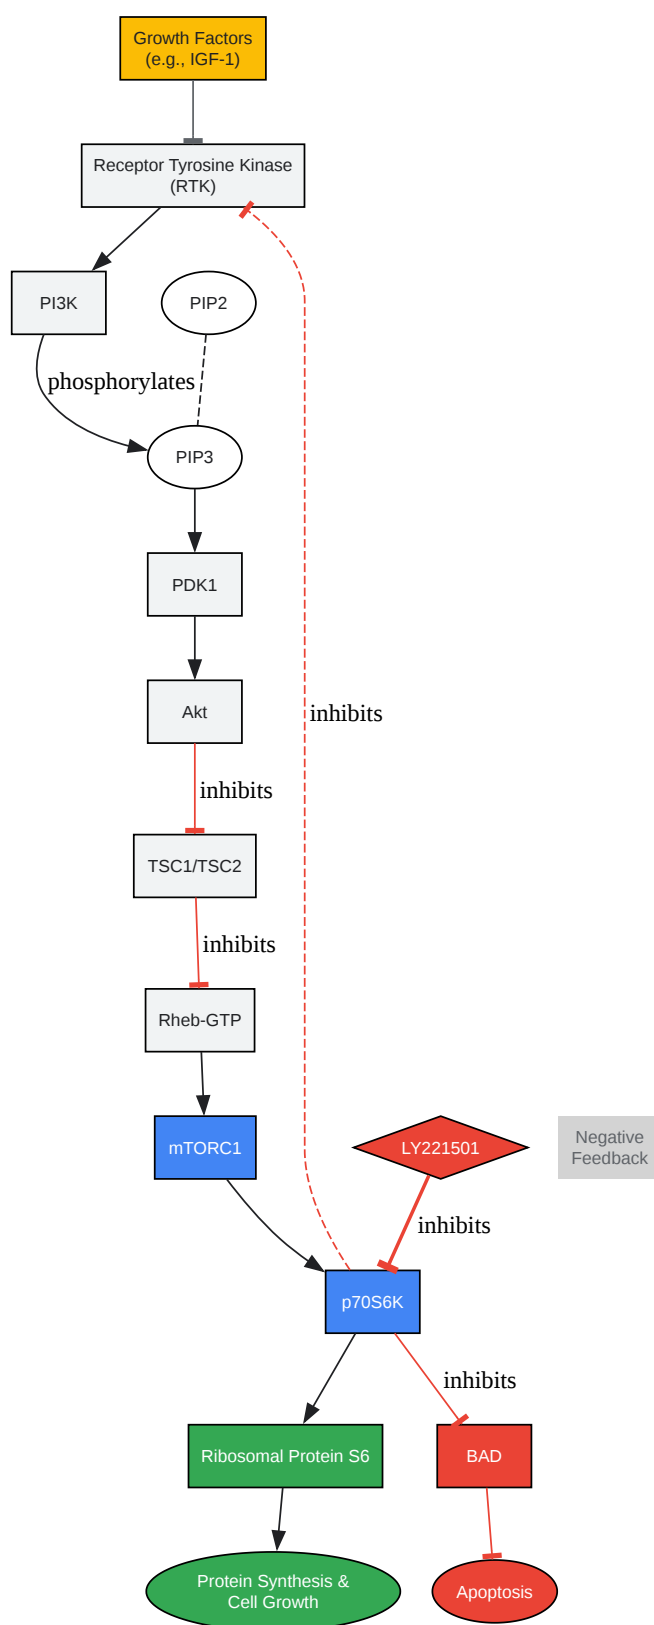 Growth Factors
(e.g., IGF-1)
Receptor Tyrosine Kinase
(RTK)
PI3K
PIP2
phosphorylates
PIP3
PDK1
Akt
inhibits
inhibits
TSC1/TSC2
inhibits
Rheb-GTP
mTORC1
LY221501
Negative
Feedback
inhibits
p70S6K
inhibits
Ribosomal Protein S6
BAD
Protein Synthesis &
Cell Growth
Apoptosis